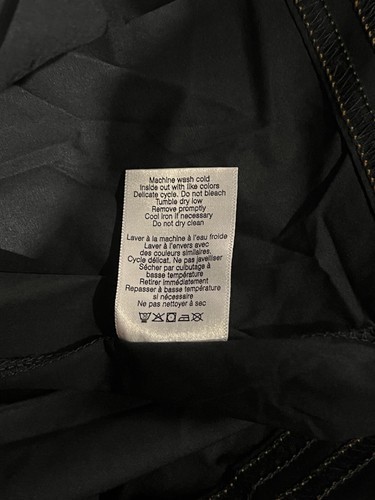 Machine wash cold
Inside out with like colors
Delicate cycle. Do not bleach
Tumble dry low
Remove promptly
Cool iron if necessary
Do not dry clean
Laver à la machine à l'eau froide
Laver à l'envers avec
des couleurs similaires.
Cycle délicat. Ne pas javelliser
Sécher par culbutage à
basse température
Retirer immédiatement
Repasser à basse température
si nécessaire
Ne pas nettoyer à sec